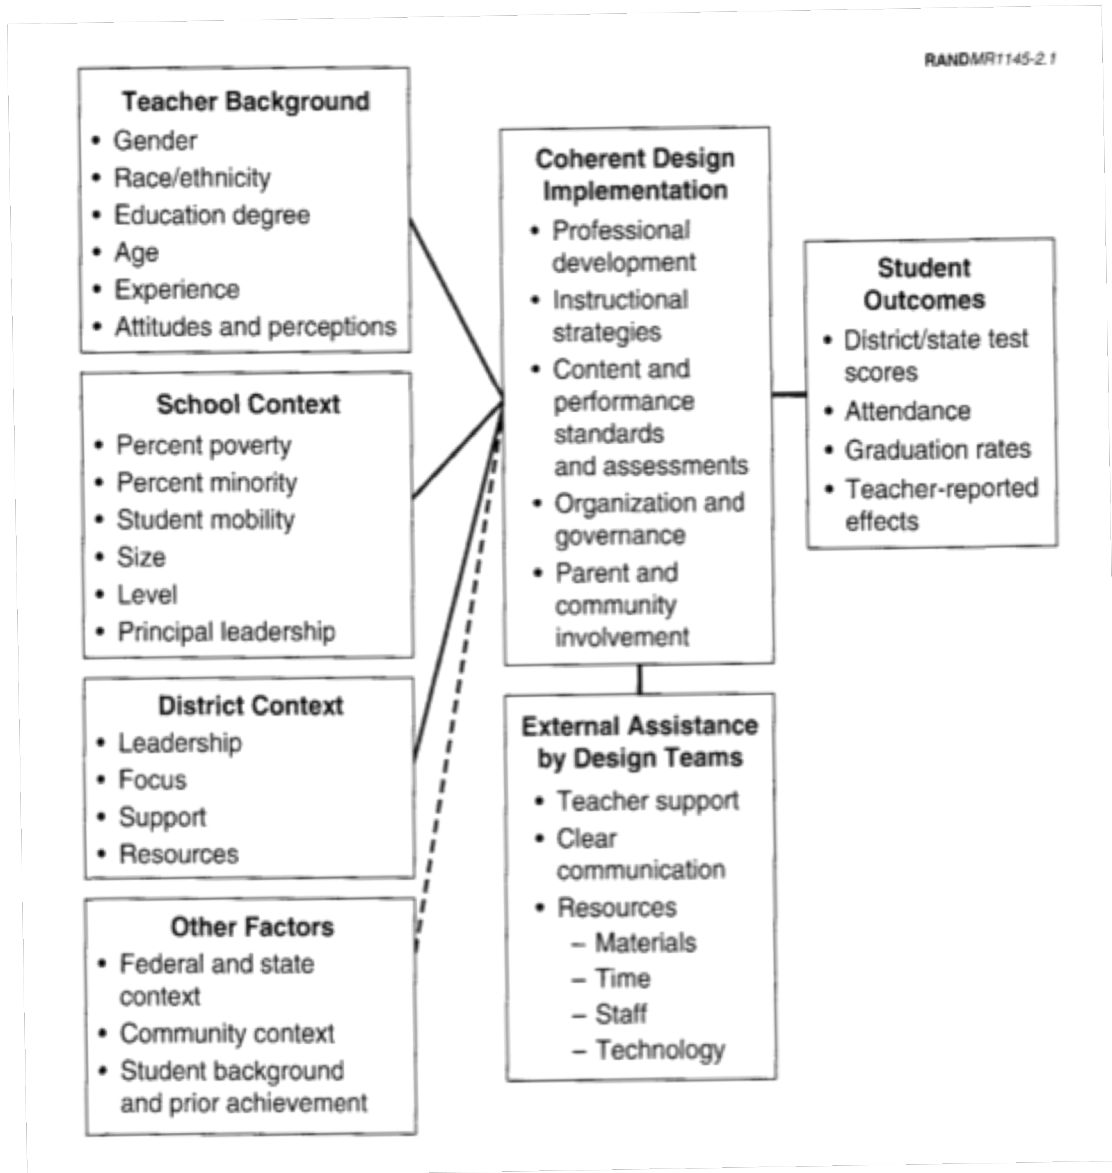 RANDMR1145-2.1
Teacher Background
• Gender
• Race/ethnicity
• Education degree
• Age
• Experience
• Attitudes and perceptions
School Context
• Percent poverty
• Percent minority
• Student mobility
• Size
• Level
• Principal leadership
District Context
• Leadership
• Focus
• Support
• Resources
Other Factors
• Federal and state
context
• Community context
• Student background
and prior achievement
Coherent Design
Implementation
• Professional
development
• Instructional
strategies
• Content and
performance
standards
and assessments
• Organization and
governance
• Parent and
community
involvement
External Assistance
by Design Teams
• Teacher support
• Clear
communication
• Resources
– Materials
– Time
– Staff
– Technology
Student
Outcomes
• District/state test
scores
• Attendance
• Graduation rates
• Teacher-reported
effects